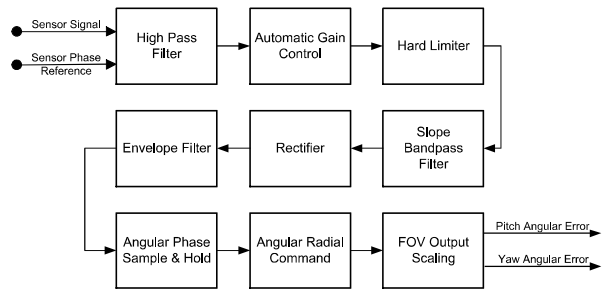 Sensor Signal
Sensor Phase
Reference
High Pass
Filter
Automatic Gain
Control
Hard Limiter
Envelope Filter
Rectifier
Slope
Bandpass
Filter
Angular Phase
Sample & Hold
Angular Radial
Command
FOV Output
Scaling
Pitch Angular Error
Yaw Angular Error